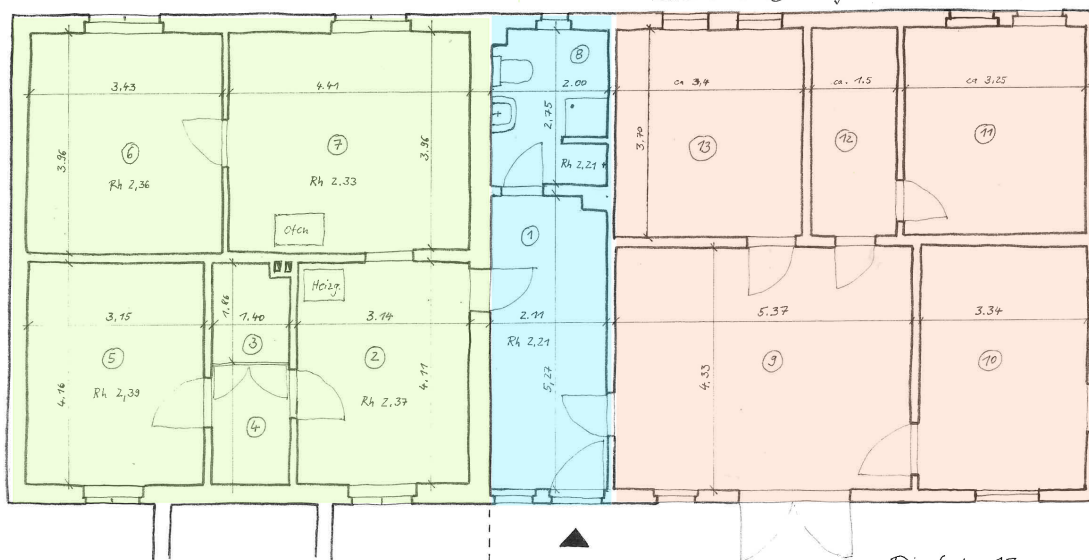 3.43
4.41
2.00
ca 3,4
ca. 1.5
ca 3,25
8
2,75
3.96
3.96
3.70
6
7
13
12
11
Rh 2,36
Rh 2.33
Rh 2,21
Ofen
1
Heizg.
1.86
3,15
1,40
3.14
2.11
5.37
3.34
3
Rh 2,21
5
2
9
10
Rh 2,39
Rh 2,37
4.16
4.11
5,27
4.33
4